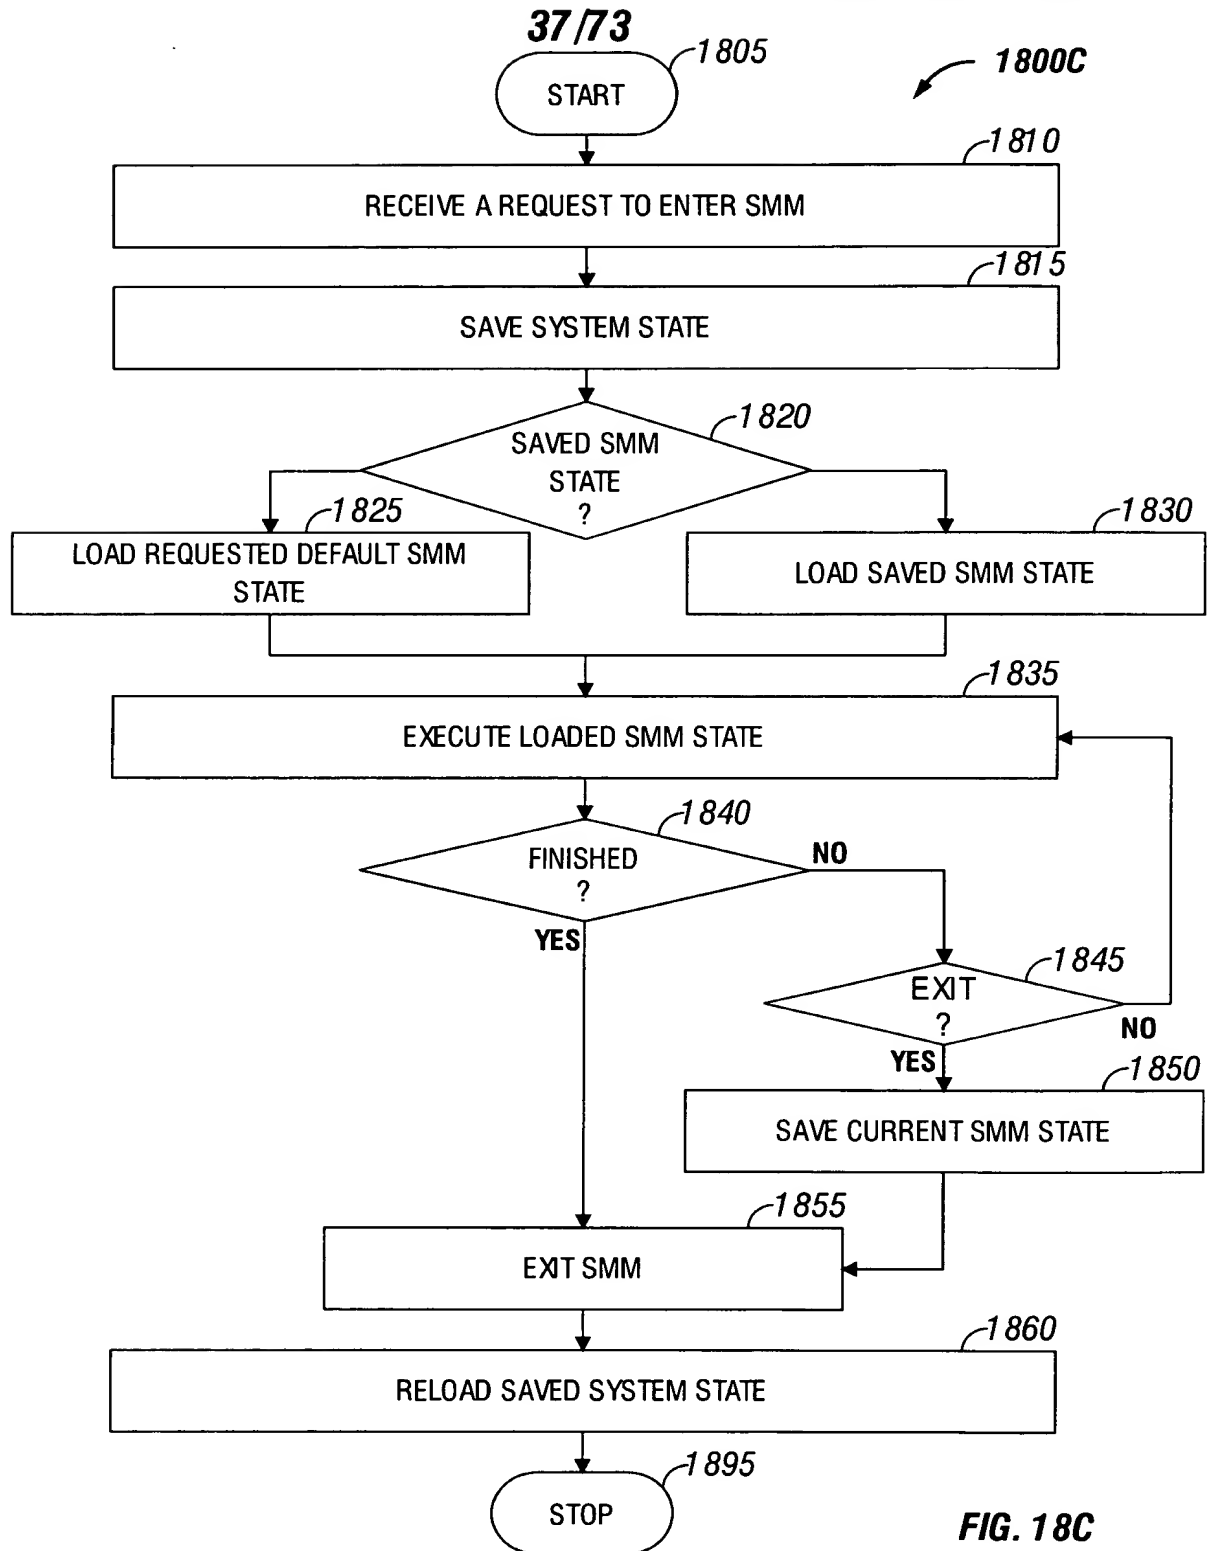 37/73
1805
1800C
START
1810
RECEIVE A REQUEST TO ENTER SMM
1815
SAVE SYSTEM STATE
1820
SAVED SMM
STATE
?
1825
LOAD REQUESTED DEFAULT SMM
STATE
1830
LOAD SAVED SMM STATE
1835
EXECUTE LOADED SMM STATE
1840
FINISHED
?
NO
YES
1845
EXIT
?
NO
YES
1850
SAVE CURRENT SMM STATE
1855
EXIT SMM
1860
RELOAD SAVED SYSTEM STATE
1895
STOP
FIG. 18C